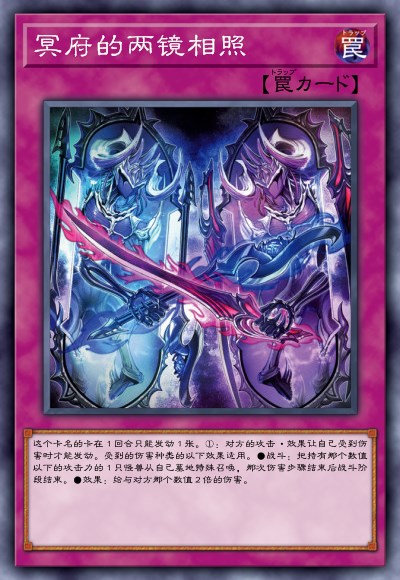 冥府的两镜相照
トラップ
罠
トラップ
【罠カード】
这个卡名的卡在1回合只能发动1张。①：对方的攻击·效果让自己受到伤
害时才能发动。受到的伤害种类的以下效果适用。●战斗：把持有那个数值
以下的攻击力的1只怪兽从自己墓地特殊召唤，那次伤害步骤结束后战斗阶
段结束。●效果：给与对方那个数值2倍的伤害。